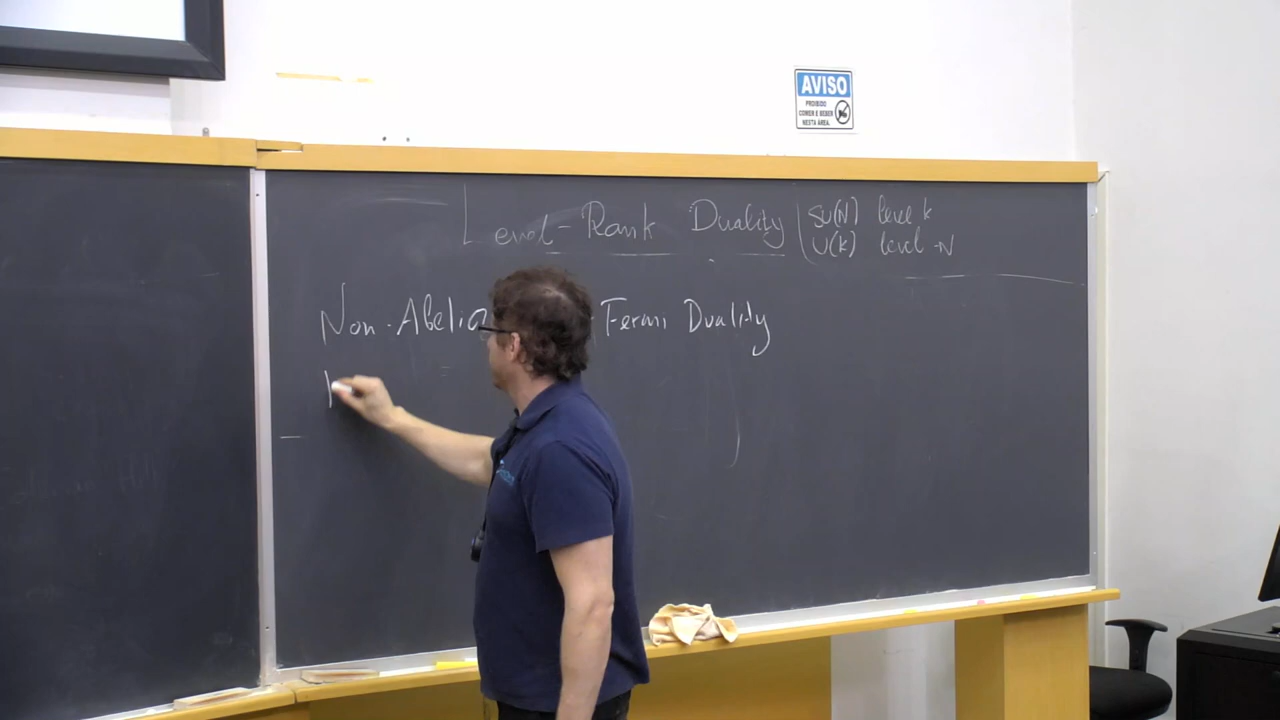 AVISO
PROIBIDO
COMER E BEBER
NESTA ÁREA.
Level-Rank Duality
SU(N) level k
U(k) level -N
Non-Abelia Fermi Duality